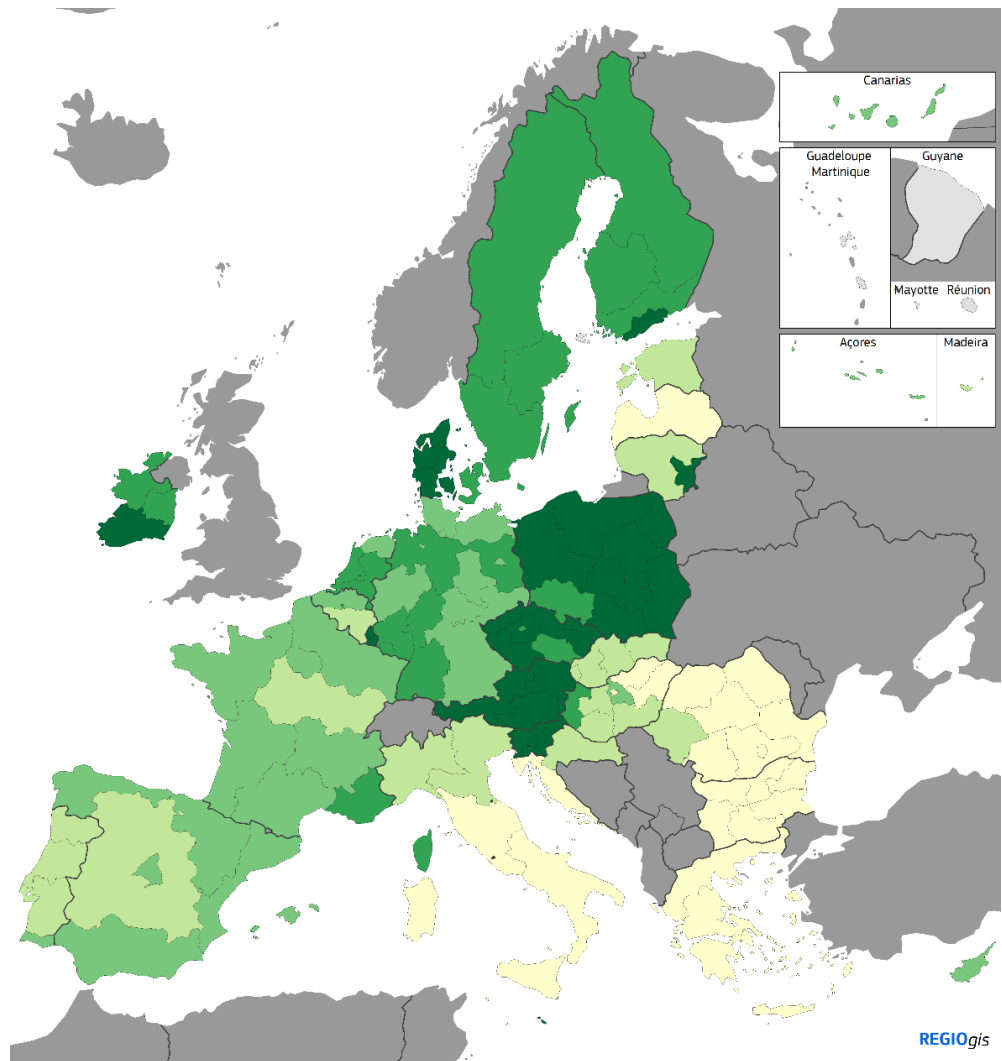 Canarias
Guadeloupe
Martinique
Guyane
Mayotte
Réunion
Açores
Madeira
REGIOgis